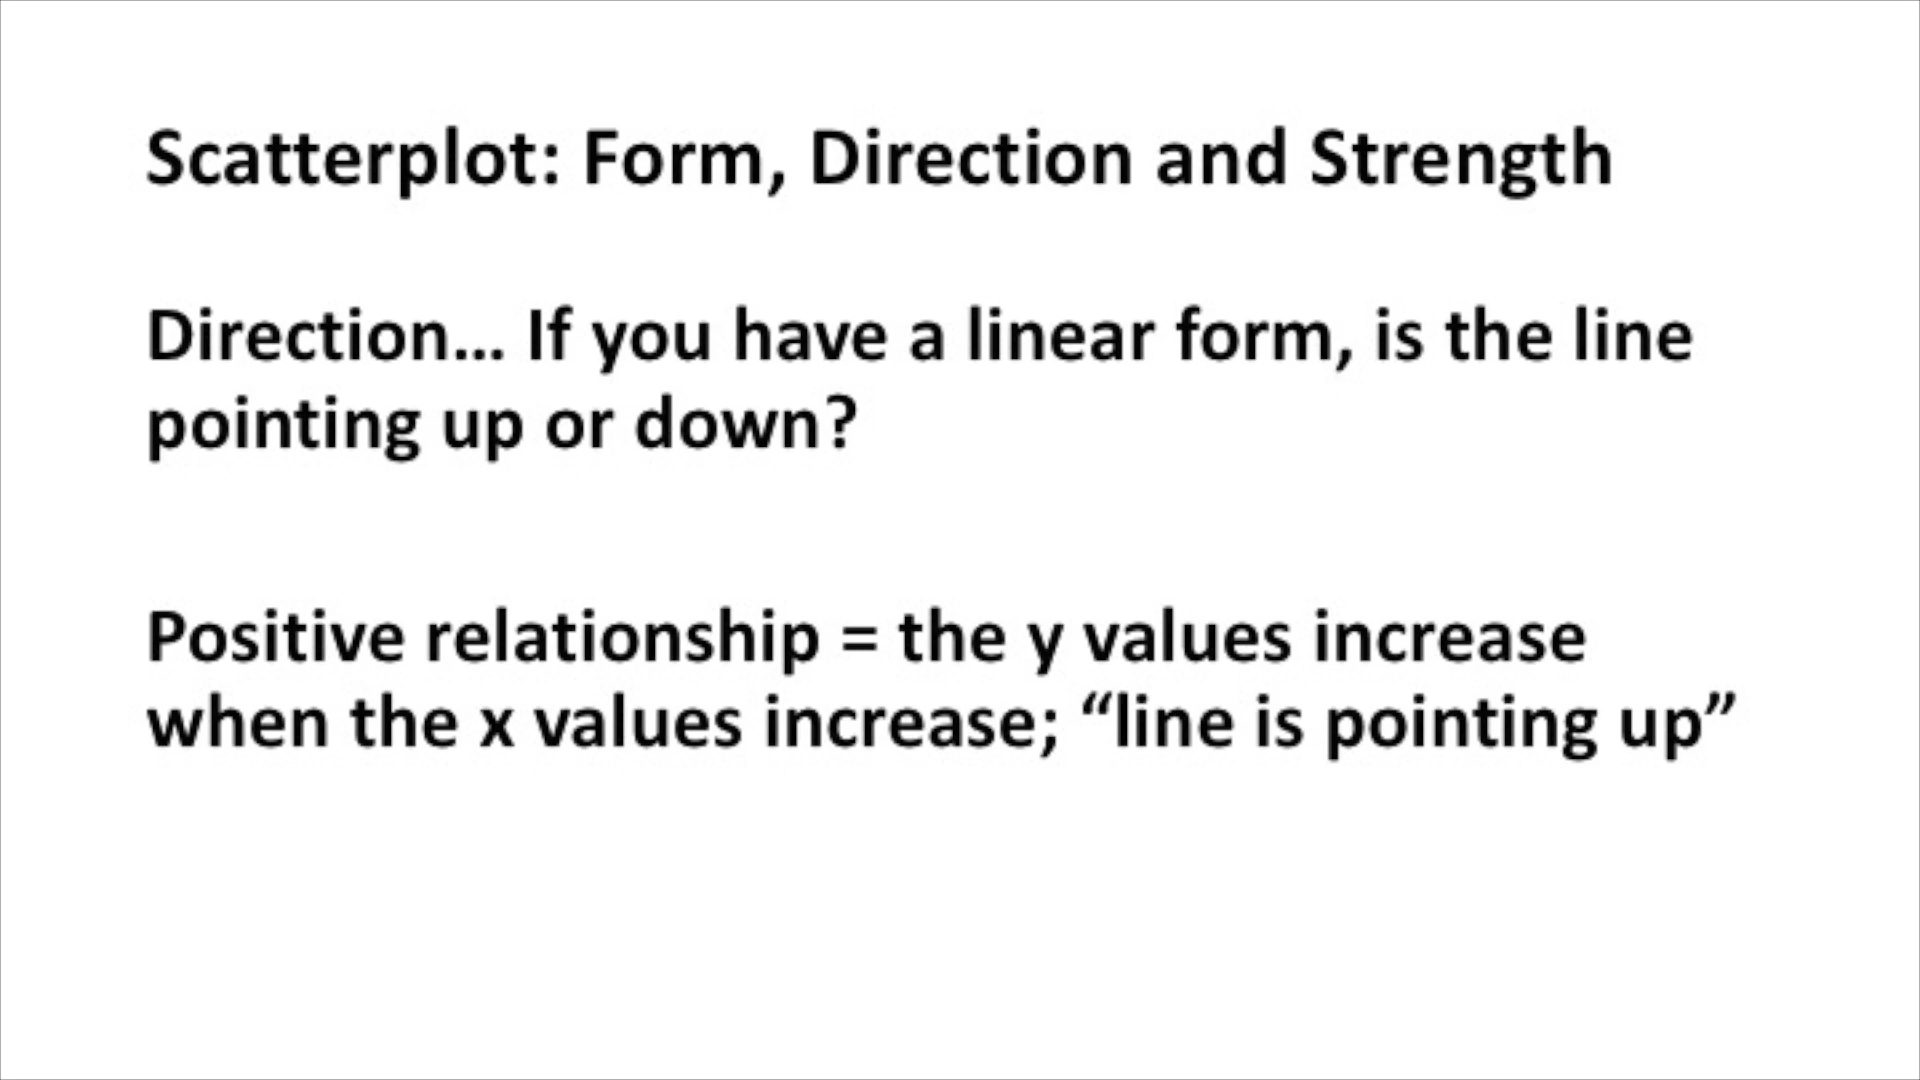 Scatterplot: Form, Direction and Strength
Direction... If you have a linear form, is the line
pointing up or down?
Positive relationship = the y values increase
when the x values increase; “line is pointing up”